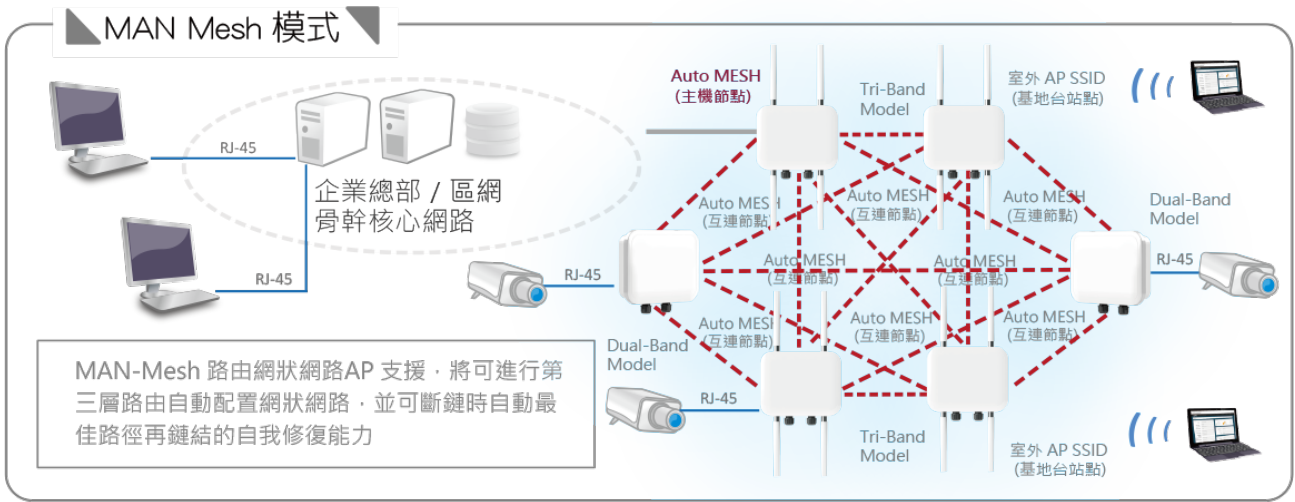 MAN Mesh 模式
RJ-45
企業總部 / 區網
骨幹核心網路
RJ-45
Auto MESH
(主機節點)
Tri-Band
Model
室外 AP SSID
(基地台站點)
Auto MESH
(互連節點)
Auto MESH
(互連節點)
Auto MESH
(互連節點)
Dual-Band
Model
RJ-45
Auto MESH
(互連節點)
Auto MESH
(互連節點)
RJ-45
Auto MESH
(互連節點)
Auto MESH
(互連節點)
Auto MESH
(互連節點)
Dual-Band
Model
RJ-45
Tri-Band
Model
室外 AP SSID
(基地台站點)
MAN-Mesh 路由網狀網路AP 支援，將可進行第
三層路由自動配置網狀網路，並可斷鏈時自動最
佳路徑再鏈結的自我修復能力